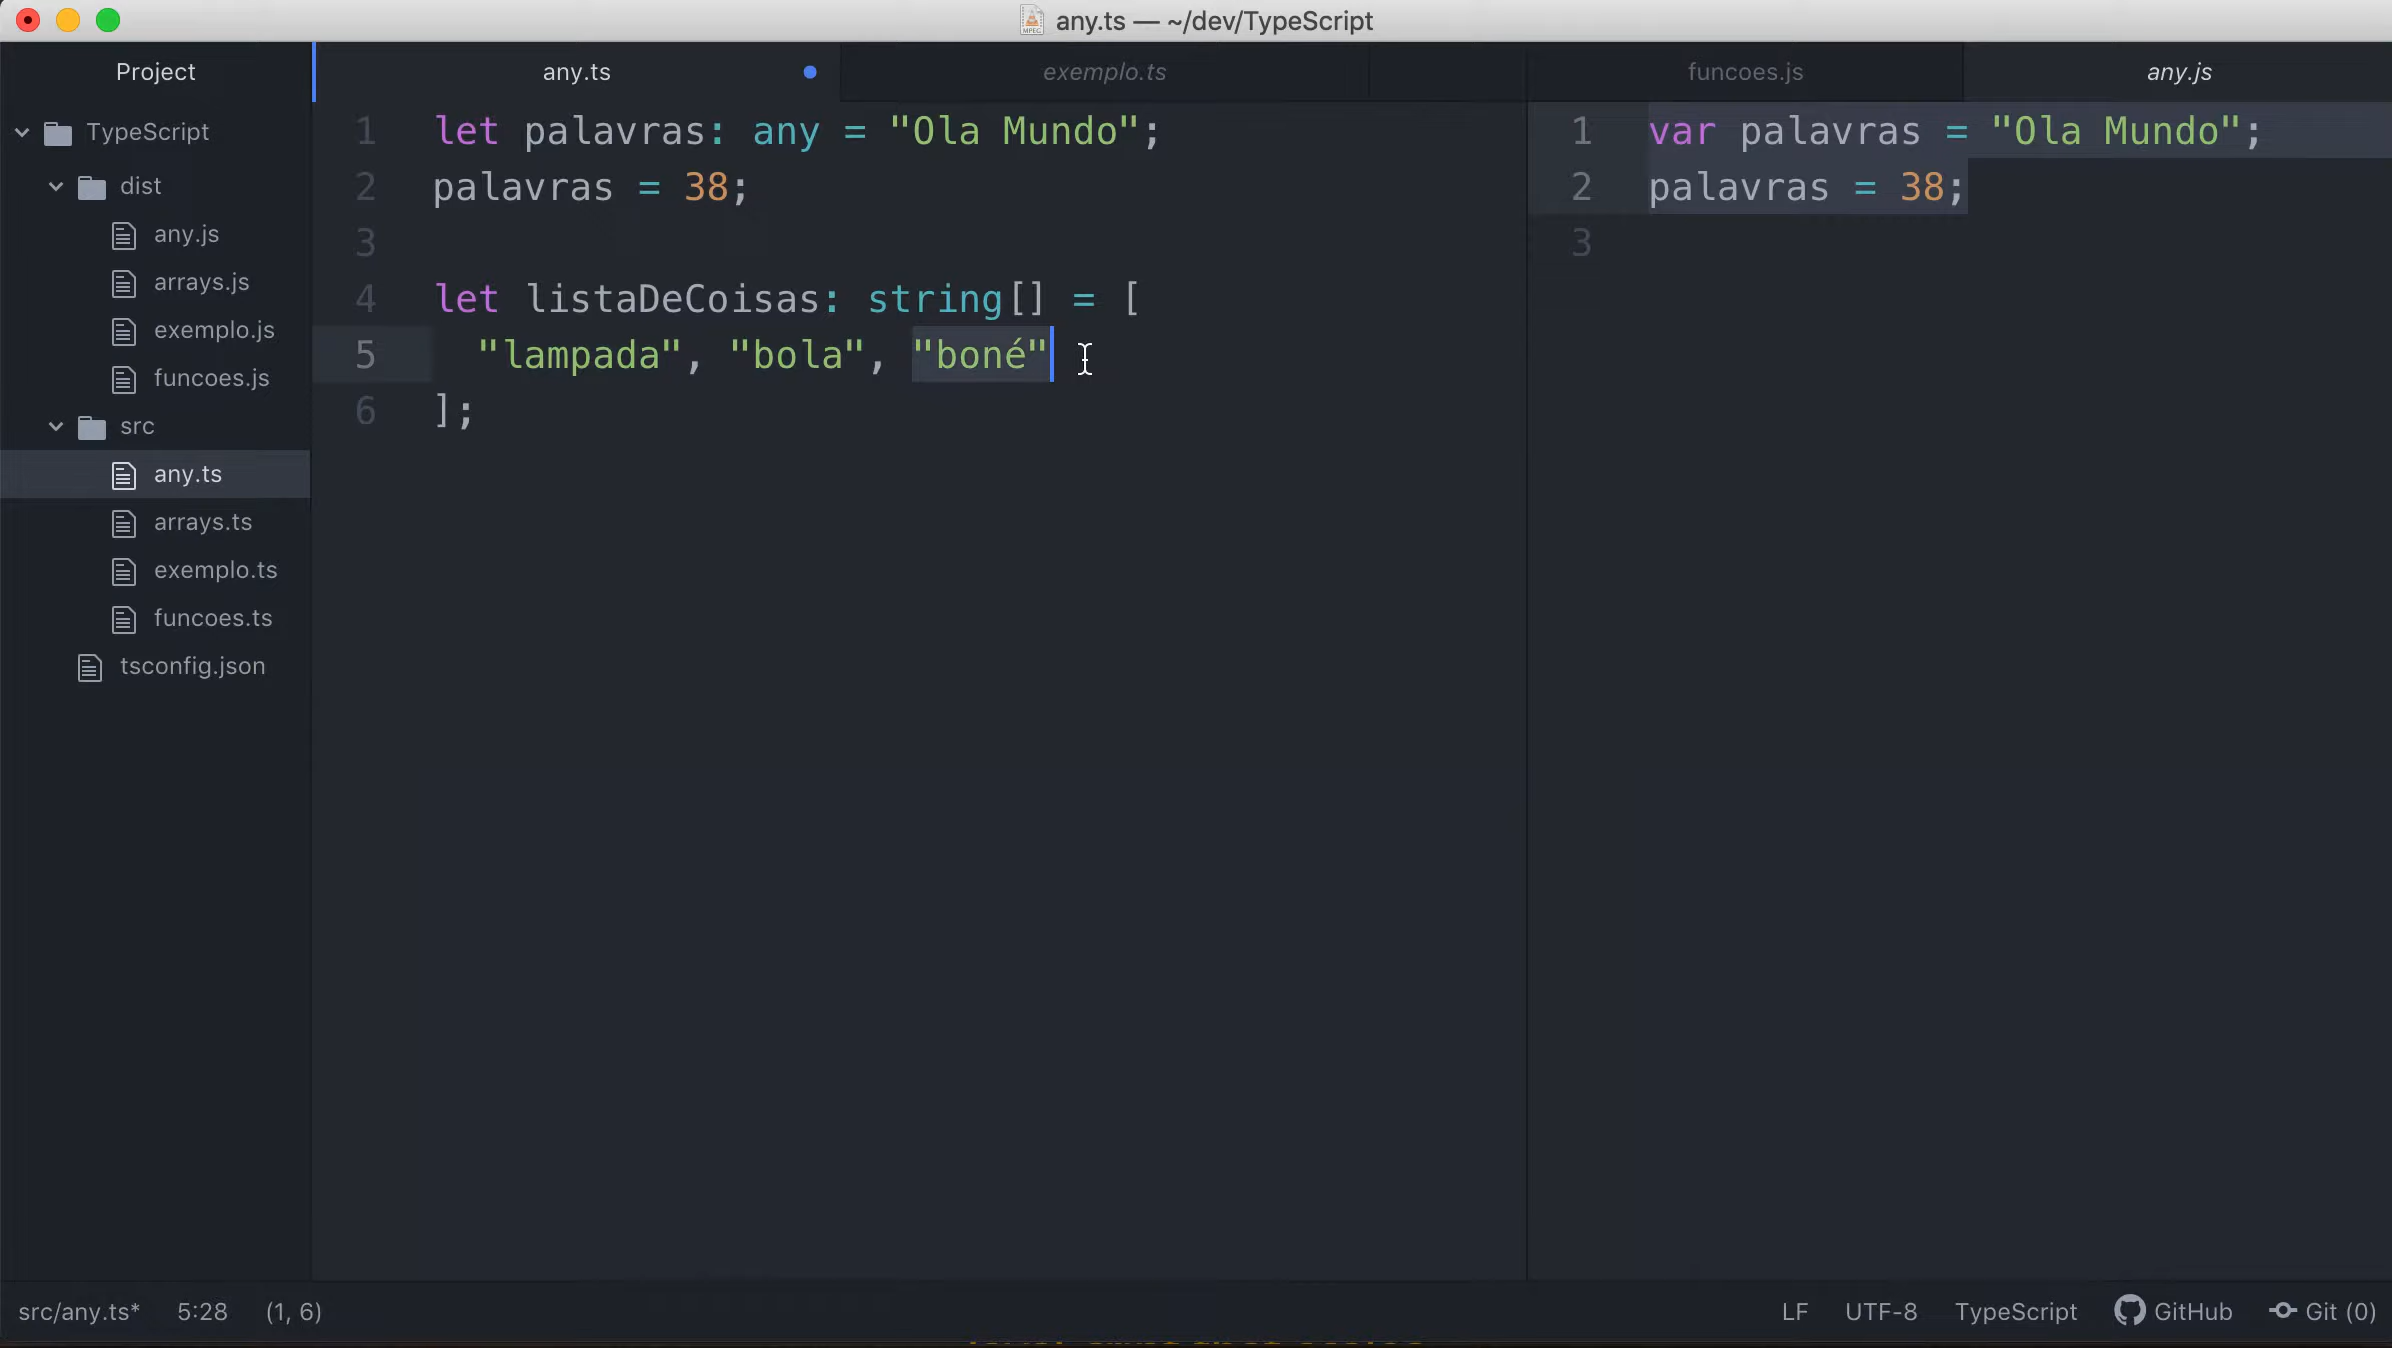 any.ts — ~/dev/TypeScript
Project
any.ts
exemplo.ts
funcoes.js
any.js
TypeScript
dist
any.js
arrays.js
exemplo.js
funcoes.js
src
any.ts
arrays.ts
exemplo.ts
funcoes.ts
tsconfig.json
1 let palavras: any = "Ola Mundo";
2 palavras = 38;
3
4 let listaDeCoisas: string[] = [
5 "lampada", "bola", "boné"
6 ];
1 var palavras = "Ola Mundo";
2 palavras = 38;
3
src/any.ts* 5:28 (1, 6)
LF UTF-8 TypeScript GitHub Git (0)